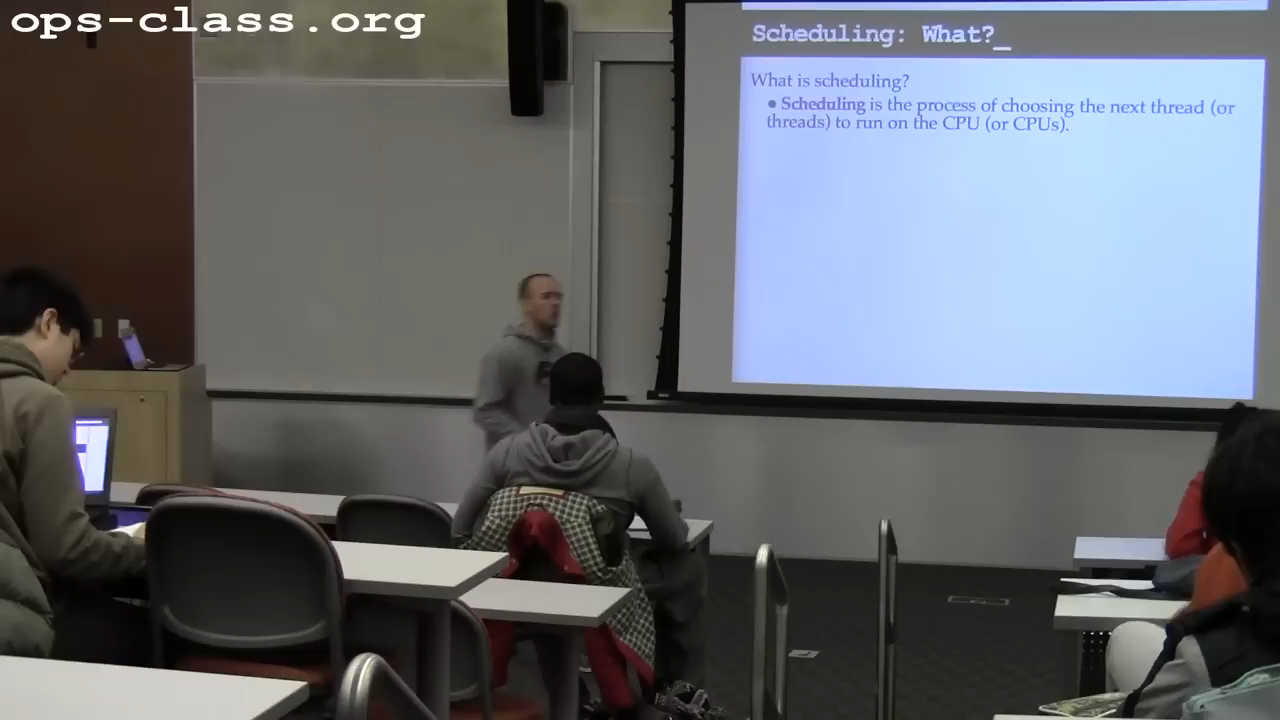 ops-class.org
Scheduling: What?_
What is scheduling?
• Scheduling is the process of choosing the next thread (or
threads) to run on the CPU (or CPUs).